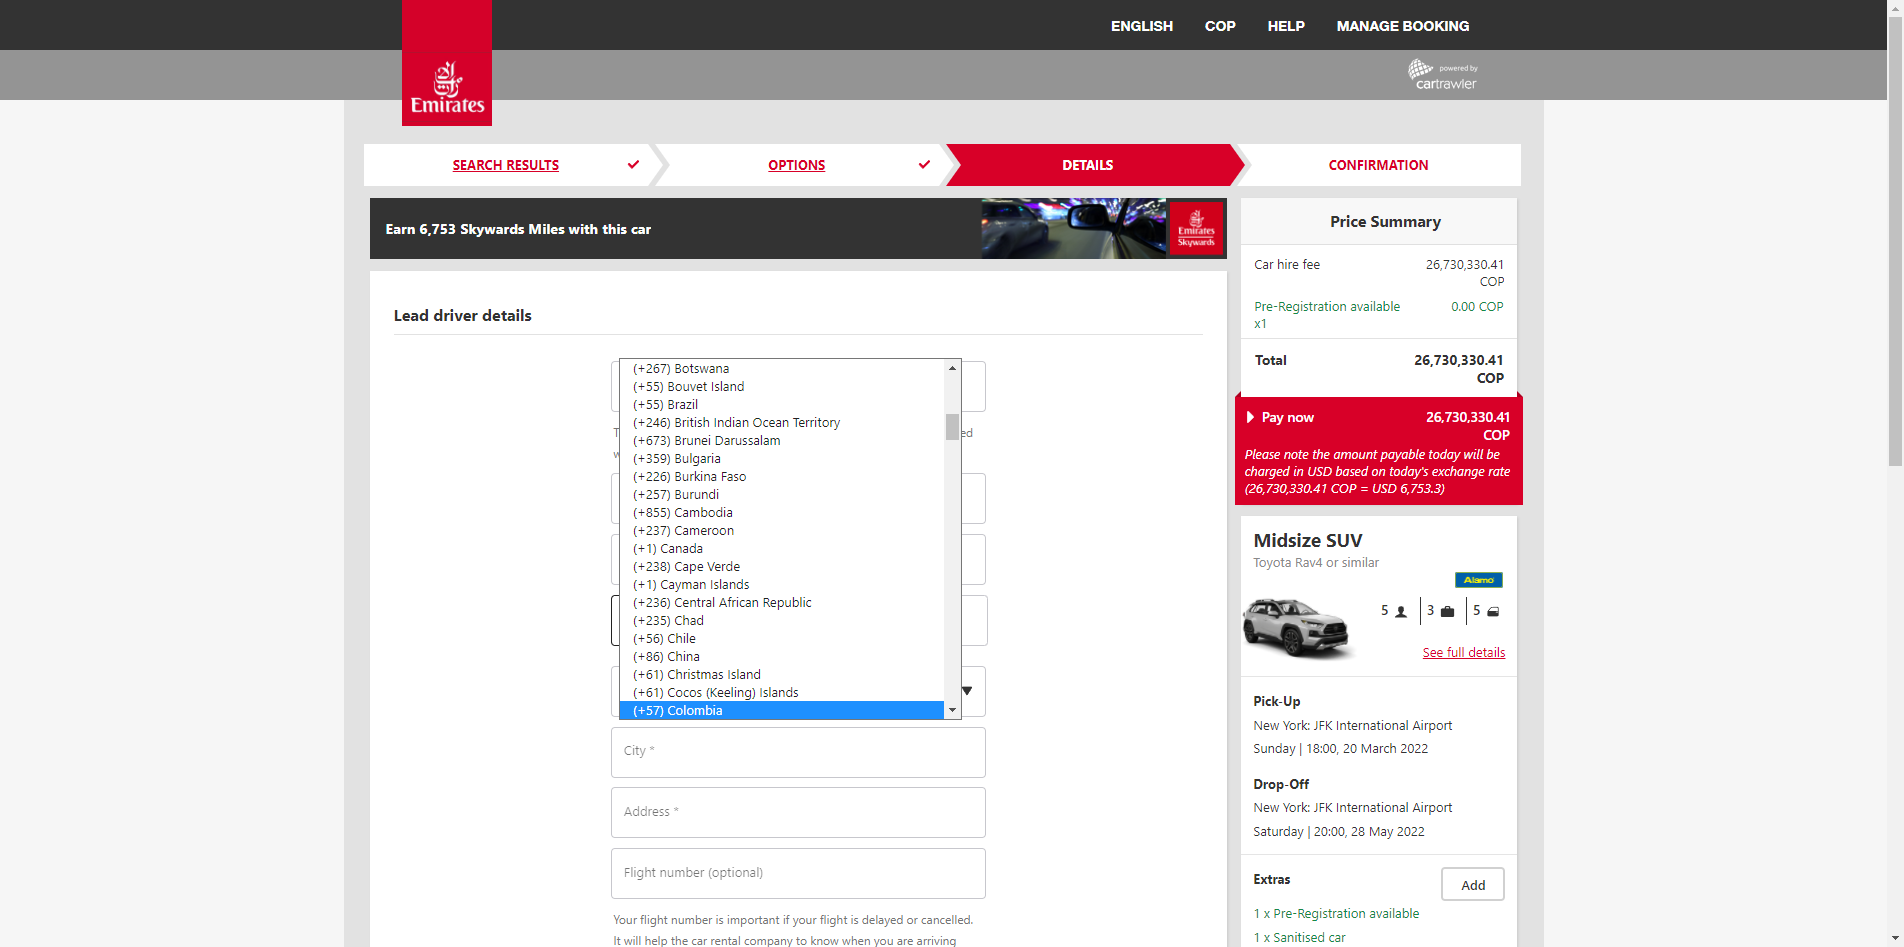 ENGLISH COP HELP MANAGE BOOKING
powered by
cartrawler
Emirates
SEARCH RESULTS OPTIONS DETAILS CONFIRMATION
Earn 6,753 Skywards Miles with this car
Emirates
Skywards
Lead driver details
(+267) Botswana
(+55) Bouvet Island
(+55) Brazil
(+246) British Indian Ocean Territory
(+673) Brunei Darussalam
(+359) Bulgaria
(+226) Burkina Faso
(+257) Burundi
(+855) Cambodia
(+237) Cameroon
(+1) Canada
(+238) Cape Verde
(+1) Cayman Islands
(+236) Central African Republic
(+235) Chad
(+56) Chile
(+86) China
(+61) Christmas Island
(+61) Cocos (Keeling) Islands
(+57) Colombia
City *
Address *
Flight number (optional)
Your flight number is important if your flight is delayed or cancelled.
It will help the car rental company to know when you are arriving
Price Summary
Car hire fee 26,730,330.41
COP
Pre-Registration available 0.00 COP
x1
Total 26,730,330.41
COP
Pay now 26,730,330.41
COP
Please note the amount payable today will be
charged in USD based on today's exchange rate
(26,730,330.41 COP = USD 6,753.3)
Midsize SUV
Toyota Rav4 or similar
Alamo
5 3 5
See full details
Pick-Up
New York: JFK International Airport
Sunday | 18:00, 20 March 2022
Drop-Off
New York: JFK International Airport
Saturday | 20:00, 28 May 2022
Extras Add
1 x Pre-Registration available
1 x Sanitised car